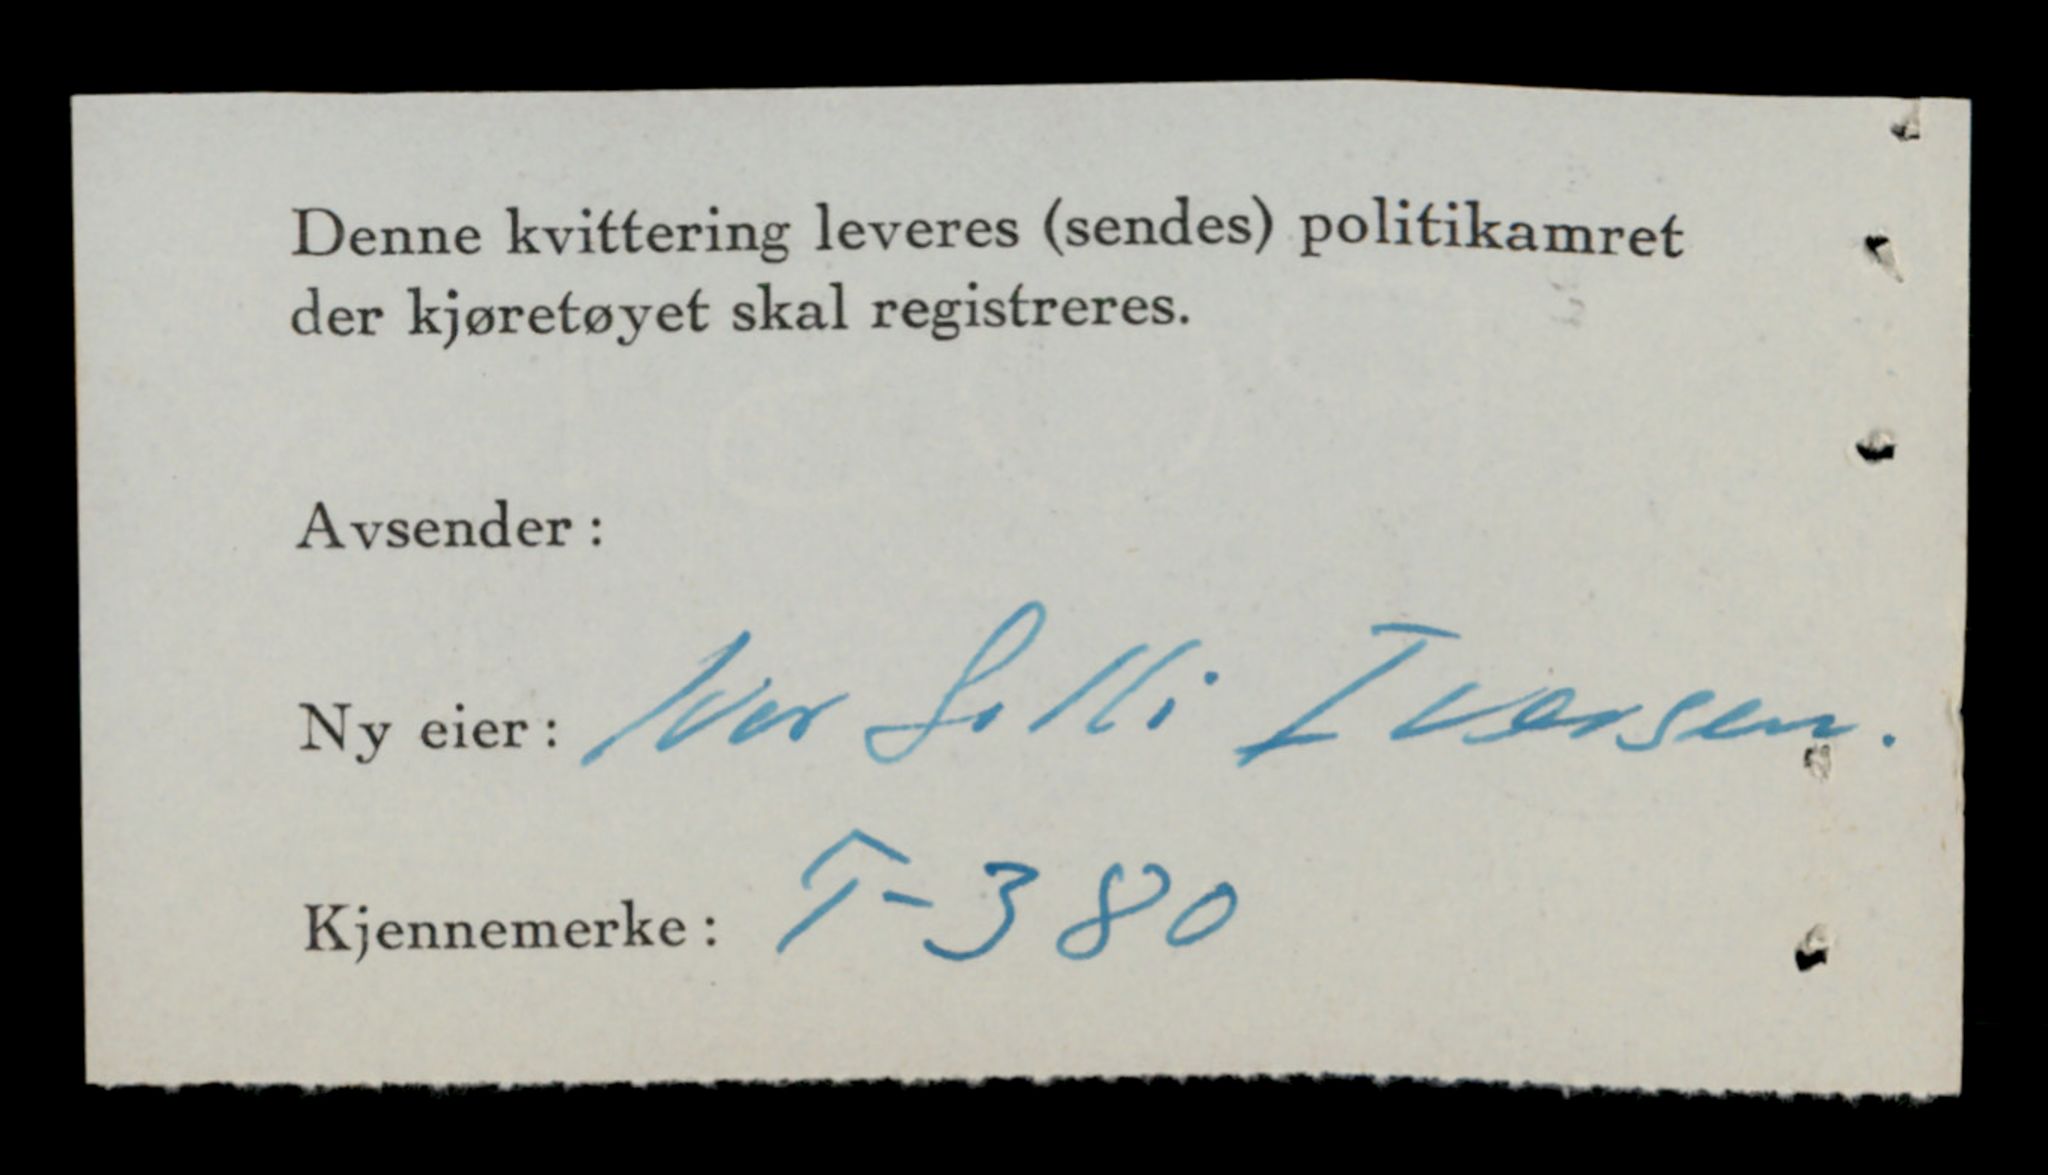 Denne kvittering leveres (sendes) politikamret
der kjøretøyet skal registreres.
Avsender:
Ny eier: Iver Solli Iversen.
Kjennemerke: T-380